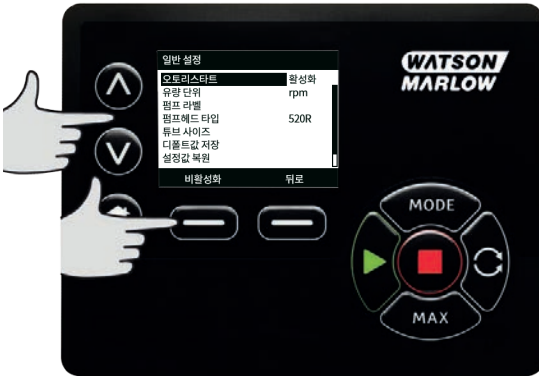 일반 설정
오토리스타트 활성화
유량 단위 rpm
펌프 라벨
펌프헤드 타입 520R
튜브 사이즈
디폴트값 저장
설정값 복원
비활성화 뒤로
WATSON
MARLOW
MODE
MAX